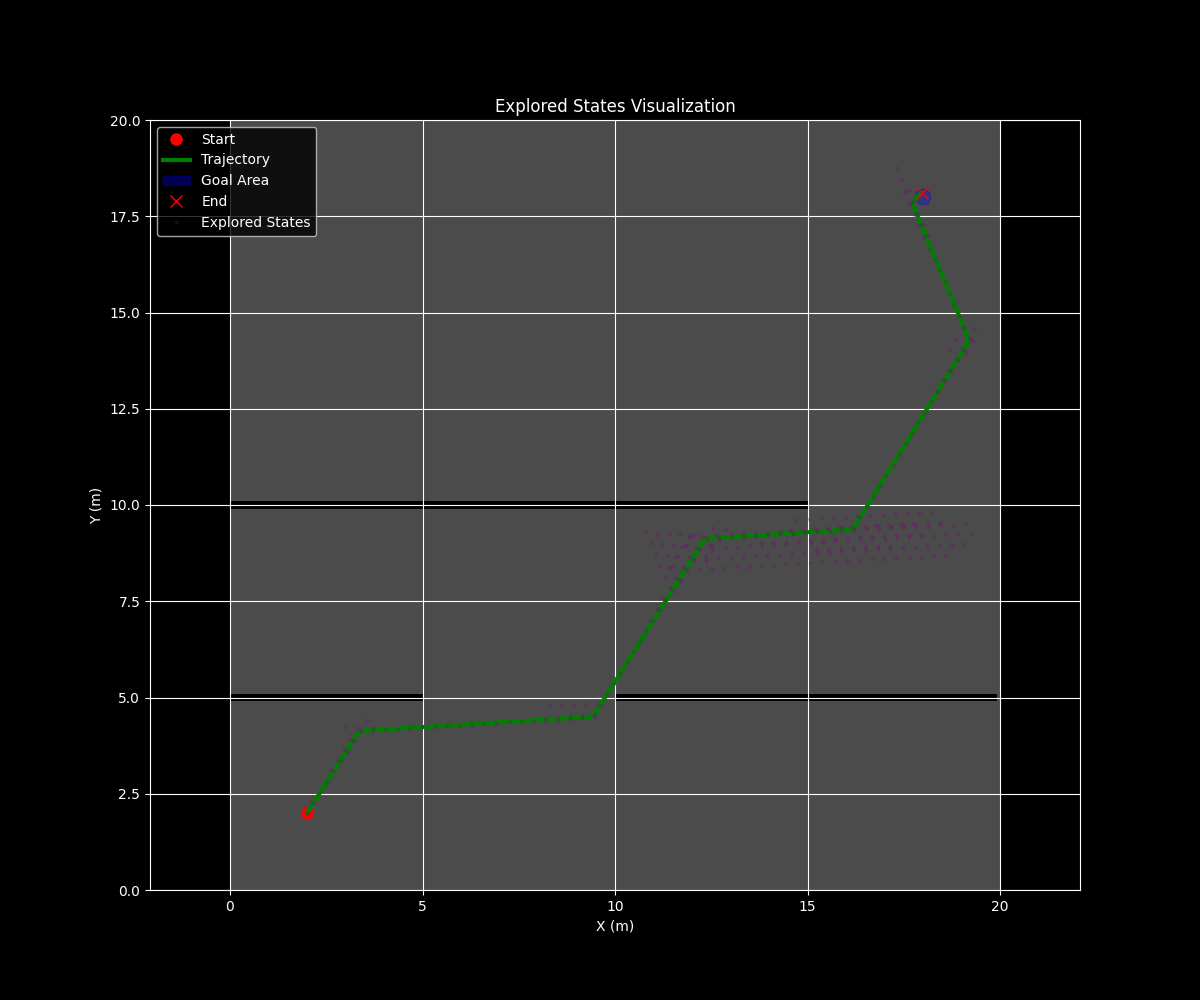 Explored States Visualization
Start
Trajectory
Goal Area
End
Explored States
20.0
17.5
15.0
12.5
10.0
7.5
5.0
2.5
0.0
Y (m)
0 5 10 15 20
X (m)